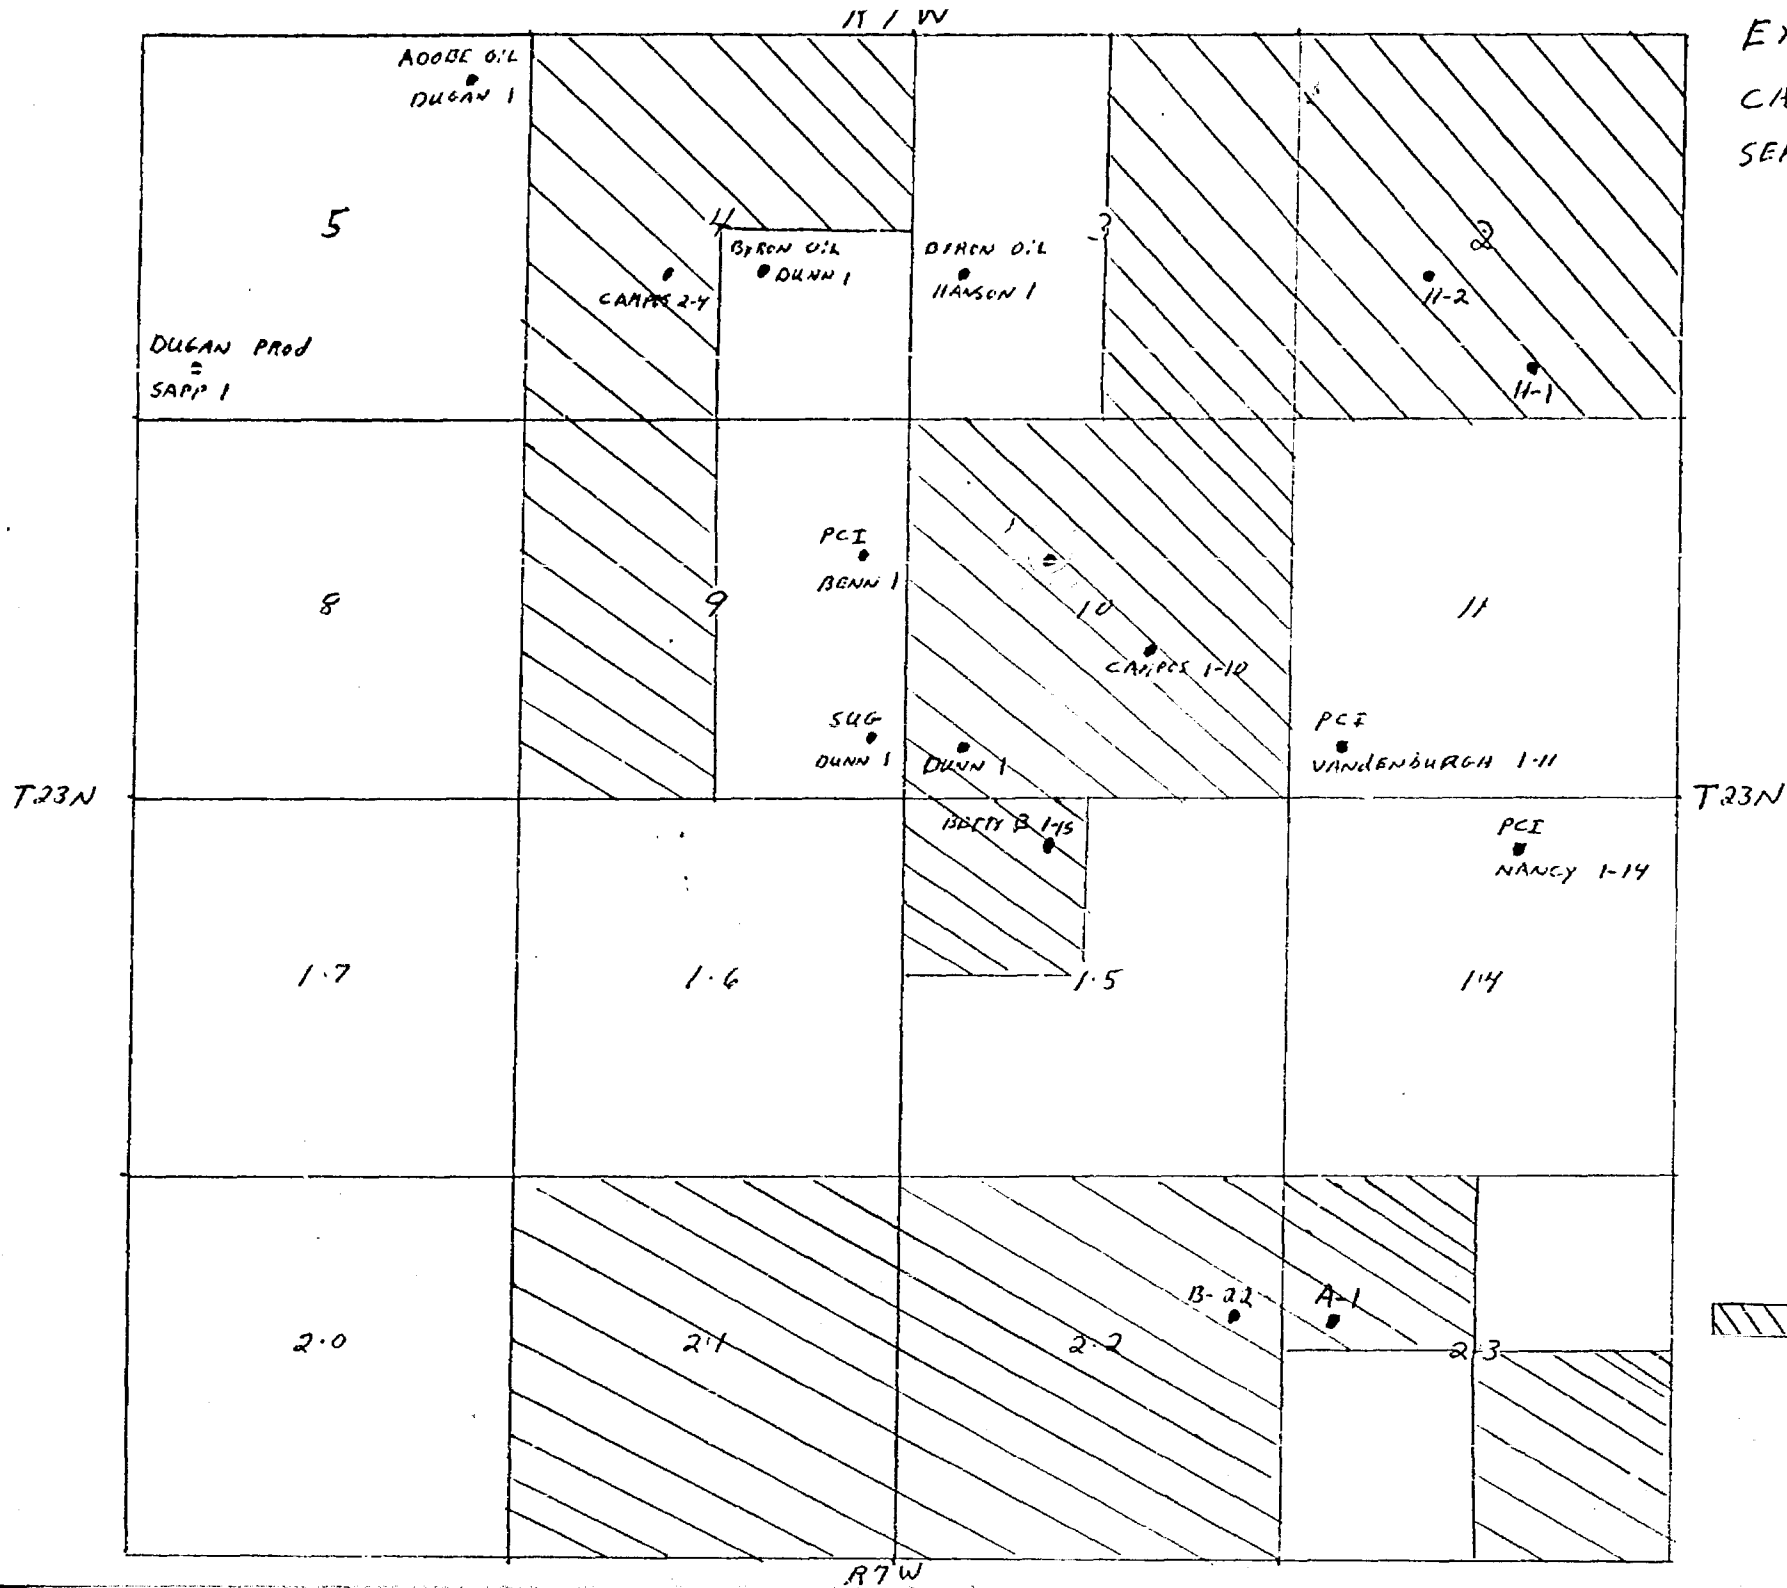 EX
CA
SE
ADOBE OIL
DUGAN 1
5
4
3
2
BYRON OIL
DUNN 1
BYRON OIL
HANSON 1
CAMPOS 2-4
H-2
H-1
DUGAN PROD
SAPP 1
PCI
BENN 1
8
9
10
11
CAMPOS 1-10
SUG
DUNN 1
DUNN 1
PCI
VANDENBURGH 1-11
T23N
T23N
BETTY B 1-15
PCI
NANCY 1-14
17
16
15
14
B-22
A-1
20
21
22
23
R7W